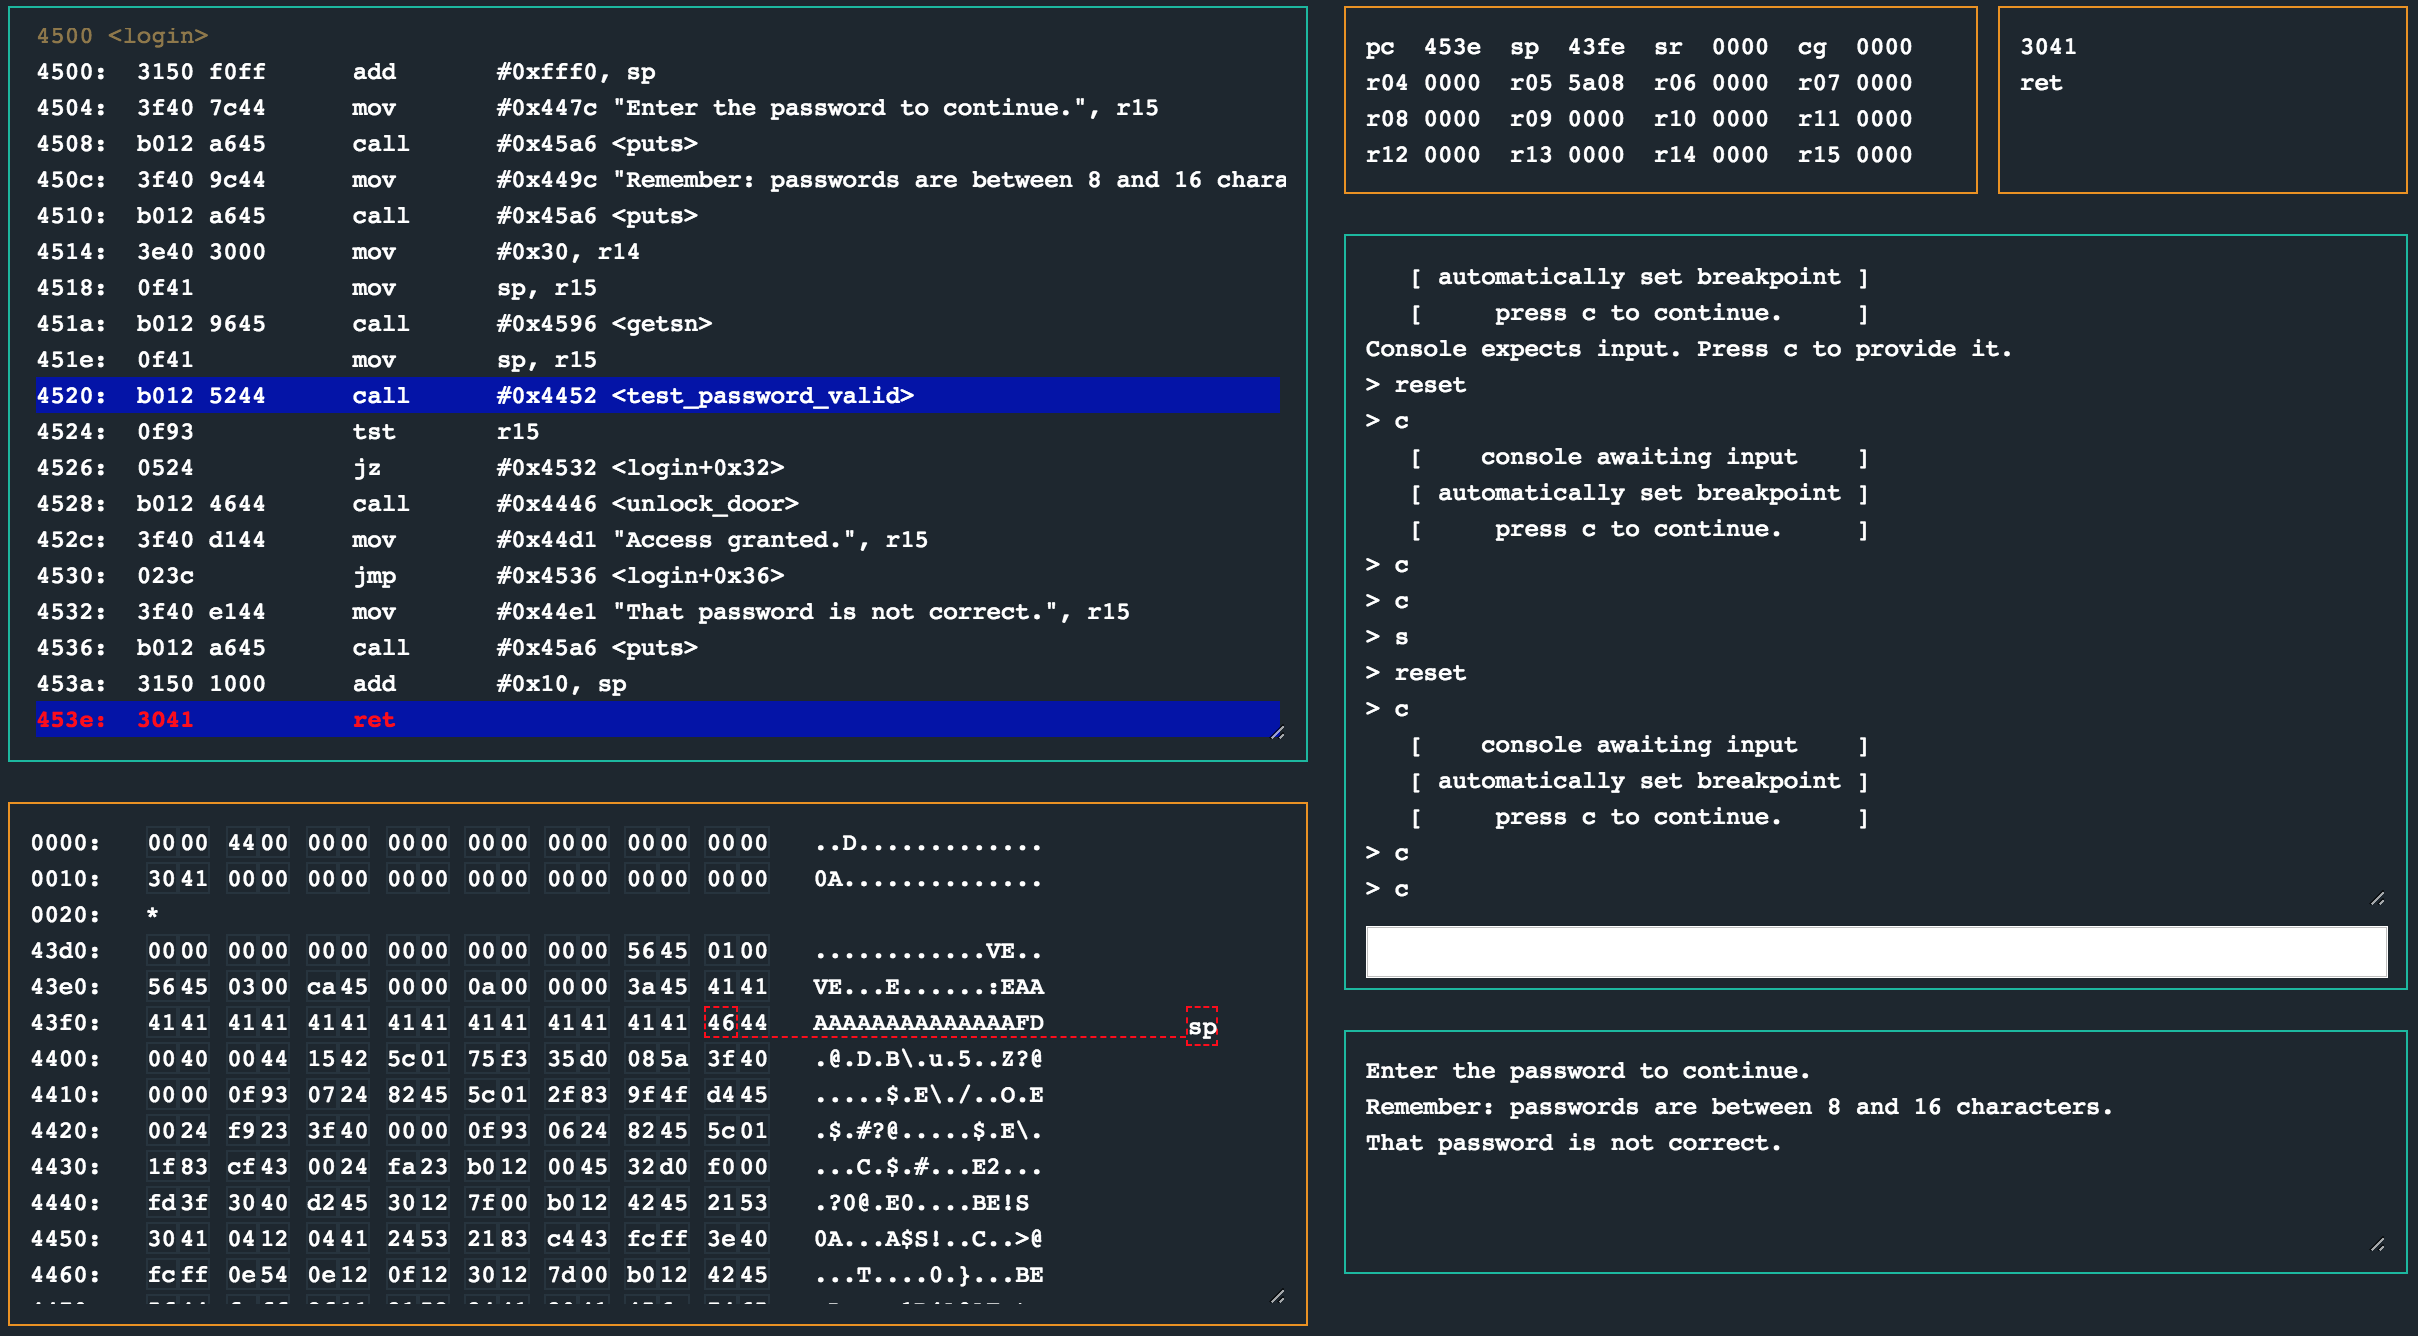 4500 <login>
4500:  3150 f0ff      add       #0xfff0, sp
4504:  3f40 7c44      mov       #0x447c "Enter the password to continue.", r15
4508:  b012 a645      call      #0x45a6 <puts>
450c:  3f40 9c44      mov       #0x449c "Remember: passwords are between 8 and 16 chara
4510:  b012 a645      call      #0x45a6 <puts>
4514:  3e40 3000      mov       #0x30, r14
4518:  0f41           mov       sp, r15
451a:  b012 9645      call      #0x4596 <getsn>
451e:  0f41           mov       sp, r15
4520:  b012 5244      call      #0x4452 <test_password_valid>
4524:  0f93           tst       r15
4526:  0524           jz        #0x4532 <login+0x32>
4528:  b012 4644      call      #0x4446 <unlock_door>
452c:  3f40 d144      mov       #0x44d1 "Access granted.", r15
4530:  023c           jmp       #0x4536 <login+0x36>
4532:  3f40 e144      mov       #0x44e1 "That password is not correct.", r15
4536:  b012 a645      call      #0x45a6 <puts>
453a:  3150 1000      add       #0x10, sp
453e:  3041           ret
0000:   0000 4400 0000 0000 0000 0000 0000 0000   ..D.............
0010:   3041 0000 0000 0000 0000 0000 0000 0000   0A..............
0020:   *
43d0:   0000 0000 0000 0000 0000 0000 5645 0100   ............VE..
43e0:   5645 0300 ca45 0000 0a00 0000 3a45 4141   VE...E......:EAA
43f0:   4141 4141 4141 4141 4141 4141 4141 4644   AAAAAAAAAAAAAAFD   sp
4400:   0040 0044 1542 5c01 75f3 35d0 085a 3f40   .@.D.B\.u.5..Z?@
4410:   0000 0f93 0724 8245 5c01 2f83 9f4f d445   .....$.E\./..O.E
4420:   0024 f923 3f40 0000 0f93 0624 8245 5c01   .$.#?@.....$.E\.
4430:   1f83 cf43 0024 fa23 b012 0045 32d0 f000   ...C.$.#...E2...
4440:   fd3f 3040 d245 3012 7f00 b012 4245 2153   .?0@.E0....BE!S
4450:   3041 0412 0441 2453 2183 c443 fcff 3e40   0A...A$S!..C..>@
4460:   fcff 0e54 0e12 0f12 3012 7d00 b012 4245   ...T....0.}...BE
pc  453e  sp  43fe  sr  0000  cg  0000
r04 0000  r05 5a08  r06 0000  r07 0000
r08 0000  r09 0000  r10 0000  r11 0000
r12 0000  r13 0000  r14 0000  r15 0000
3041
ret
[ automatically set breakpoint ]
[     press c to continue.     ]
Console expects input. Press c to provide it.
> reset
> c
[    console awaiting input    ]
[ automatically set breakpoint ]
[     press c to continue.     ]
> c
> c
> s
> reset
> c
[    console awaiting input    ]
[ automatically set breakpoint ]
[     press c to continue.     ]
> c
> c
Enter the password to continue.
Remember: passwords are between 8 and 16 characters.
That password is not correct.